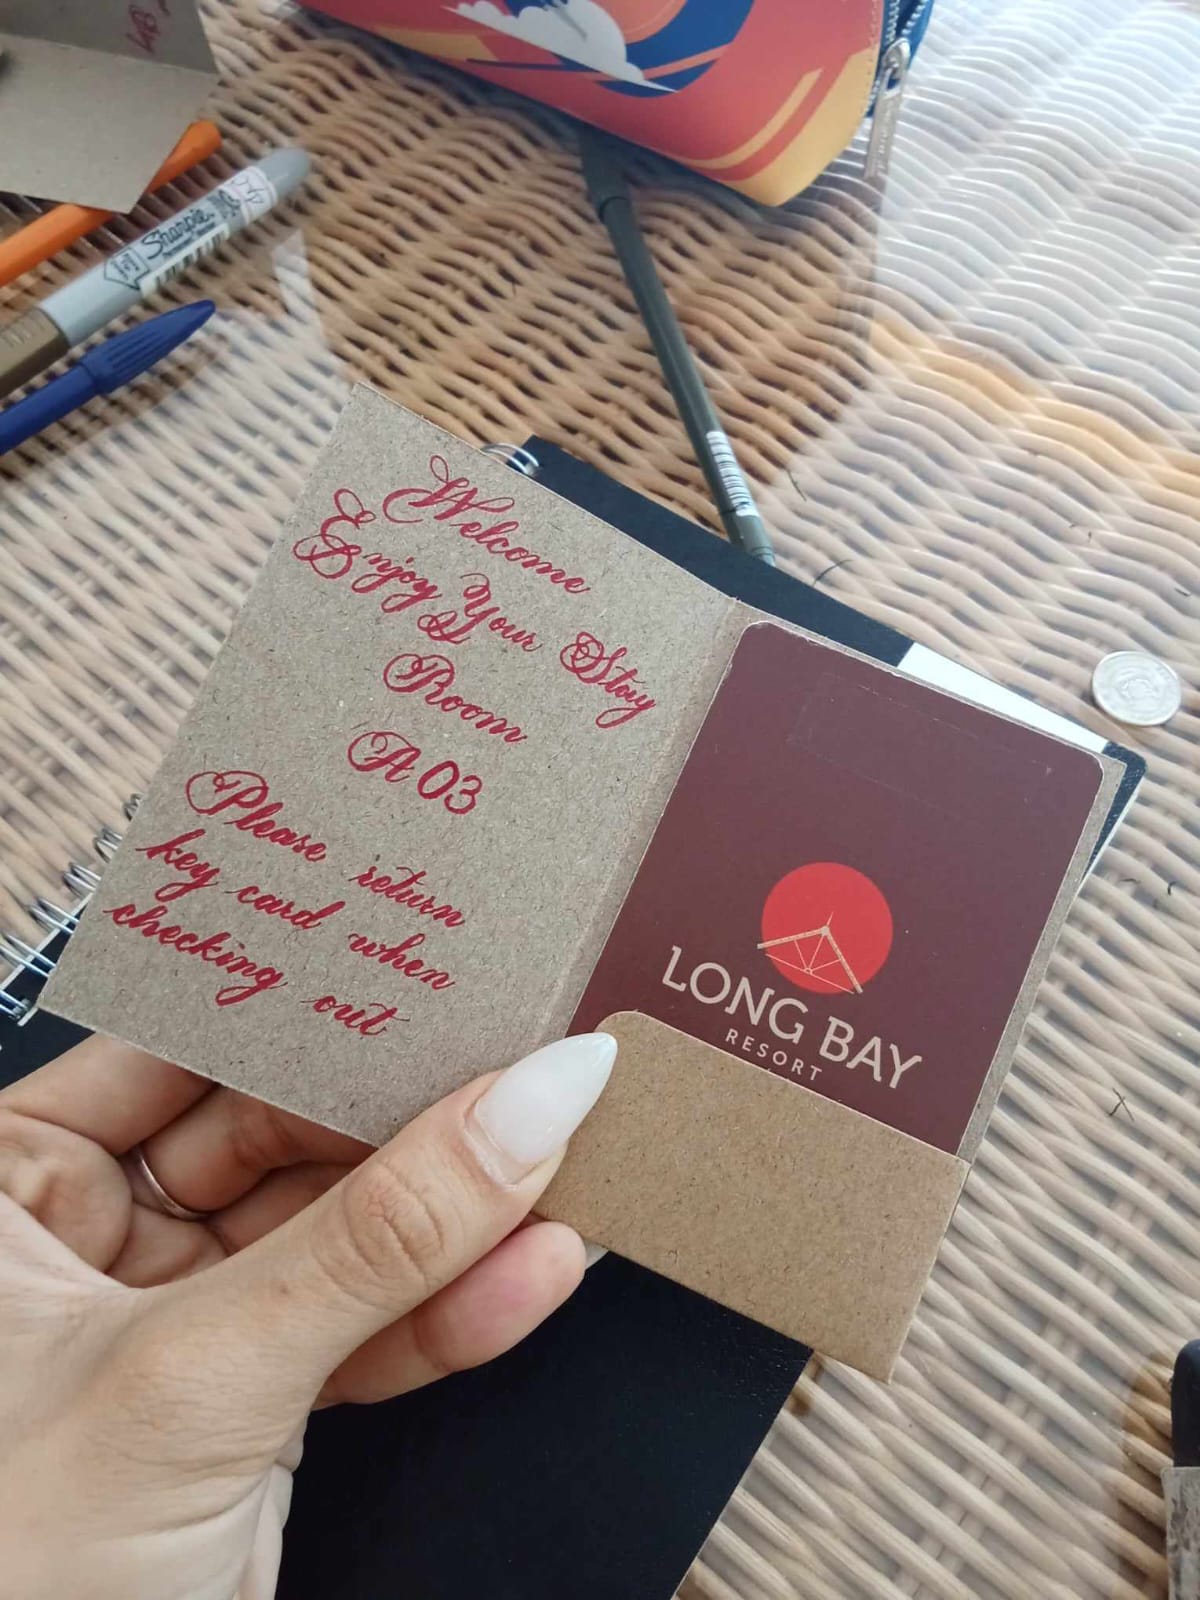 Sharpie
Welcome
Enjoy Your Stay
Room
A 03
Please return
key card when
checking out
LONG BAY
RESORT